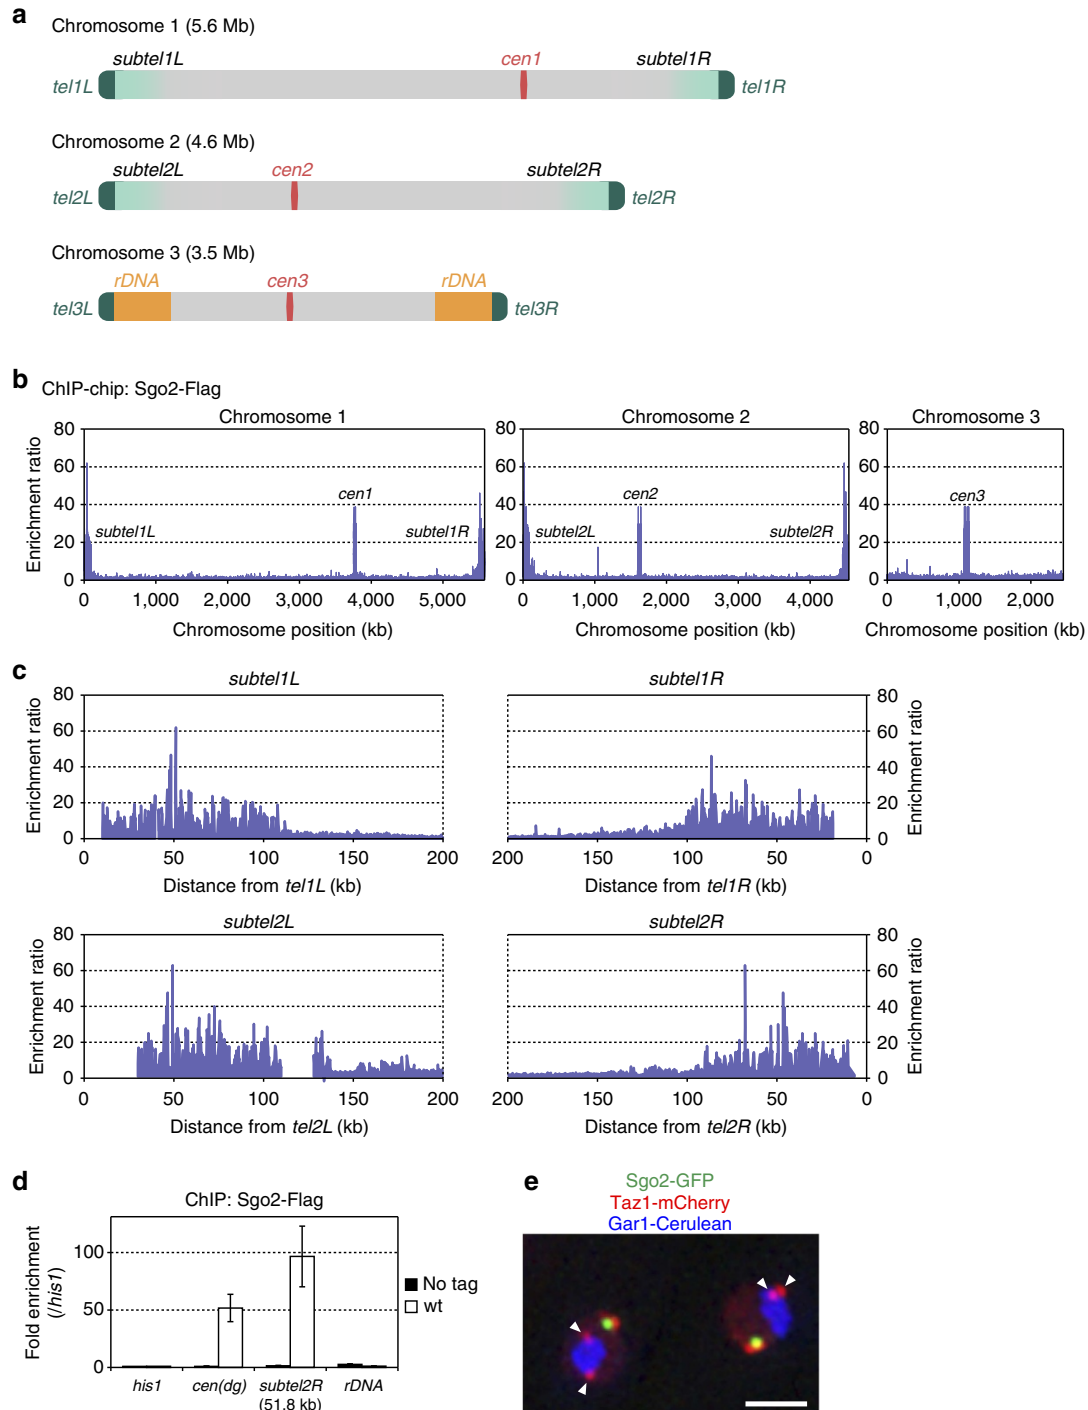 a
Chromosome 1 (5.6 Mb)
subtel1L cen1 subtel1R
tel1L tel1R
Chromosome 2 (4.6 Mb)
subtel2L cen2 subtel2R
tel2L tel2R
Chromosome 3 (3.5 Mb)
rDNA cen3 rDNA
tel3L tel3R
b ChIP-chip: Sgo2-Flag
Chromosome 1 Chromosome 2 Chromosome 3
Enrichment ratio
80 80 80
60 60 60
40 40 40
20 20 20
0 0 0
cen1 cen2 cen3
subtel1L subtel1R subtel2L subtel2R
0 1,000 2,000 3,000 4,000 5,000 0 1,000 2,000 3,000 4,000 0 1,000 2,000
Chromosome position (kb) Chromosome position (kb) Chromosome position (kb)
c
subtel1L subtel1R
Enrichment ratio Enrichment ratio
80 80
60 60
40 40
20 20
0 0
0 50 100 150 200 200 150 100 50 0
Distance from tel1L (kb) Distance from tel1R (kb)
subtel2L subtel2R
Enrichment ratio Enrichment ratio
80 80
60 60
40 40
20 20
0 0
0 50 100 150 200 200 150 100 50 0
Distance from tel2L (kb) Distance from tel2R (kb)
d
ChIP: Sgo2-Flag
Fold enrichment
(/his1)
100
50
0
No tag
wt
his1 cen(dg) subtel2R rDNA
(51.8 kb)
e
Sgo2-GFP
Taz1-mCherry
Gar1-Cerulean